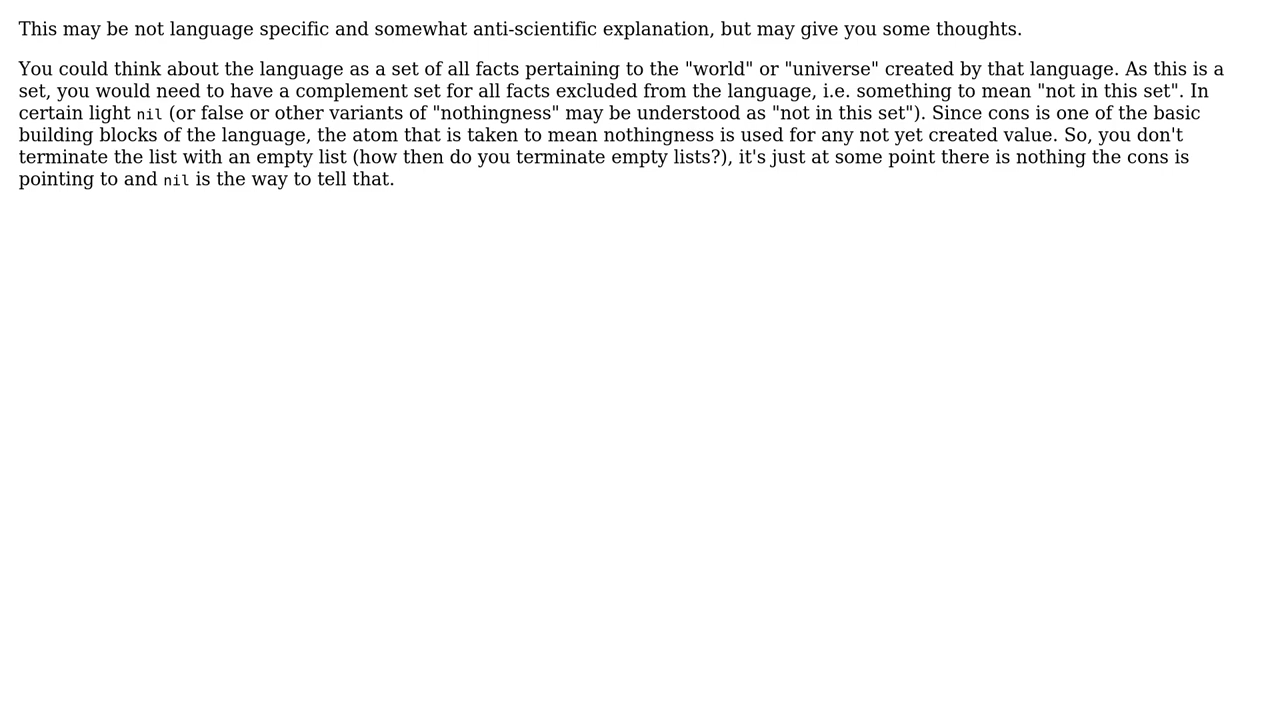 This may be not language specific and somewhat anti-scientific explanation, but may give you some thoughts.
You could think about the language as a set of all facts pertaining to the "world" or "universe" created by that language. As this is a
set, you would need to have a complement set for all facts excluded from the language, i.e. something to mean "not in this set". In
certain light nil (or false or other variants of "nothingness" may be understood as "not in this set"). Since cons is one of the basic
building blocks of the language, the atom that is taken to mean nothingness is used for any not yet created value. So, you don't
terminate the list with an empty list (how then do you terminate empty lists?), it's just at some point there is nothing the cons is
pointing to and nil is the way to tell that.